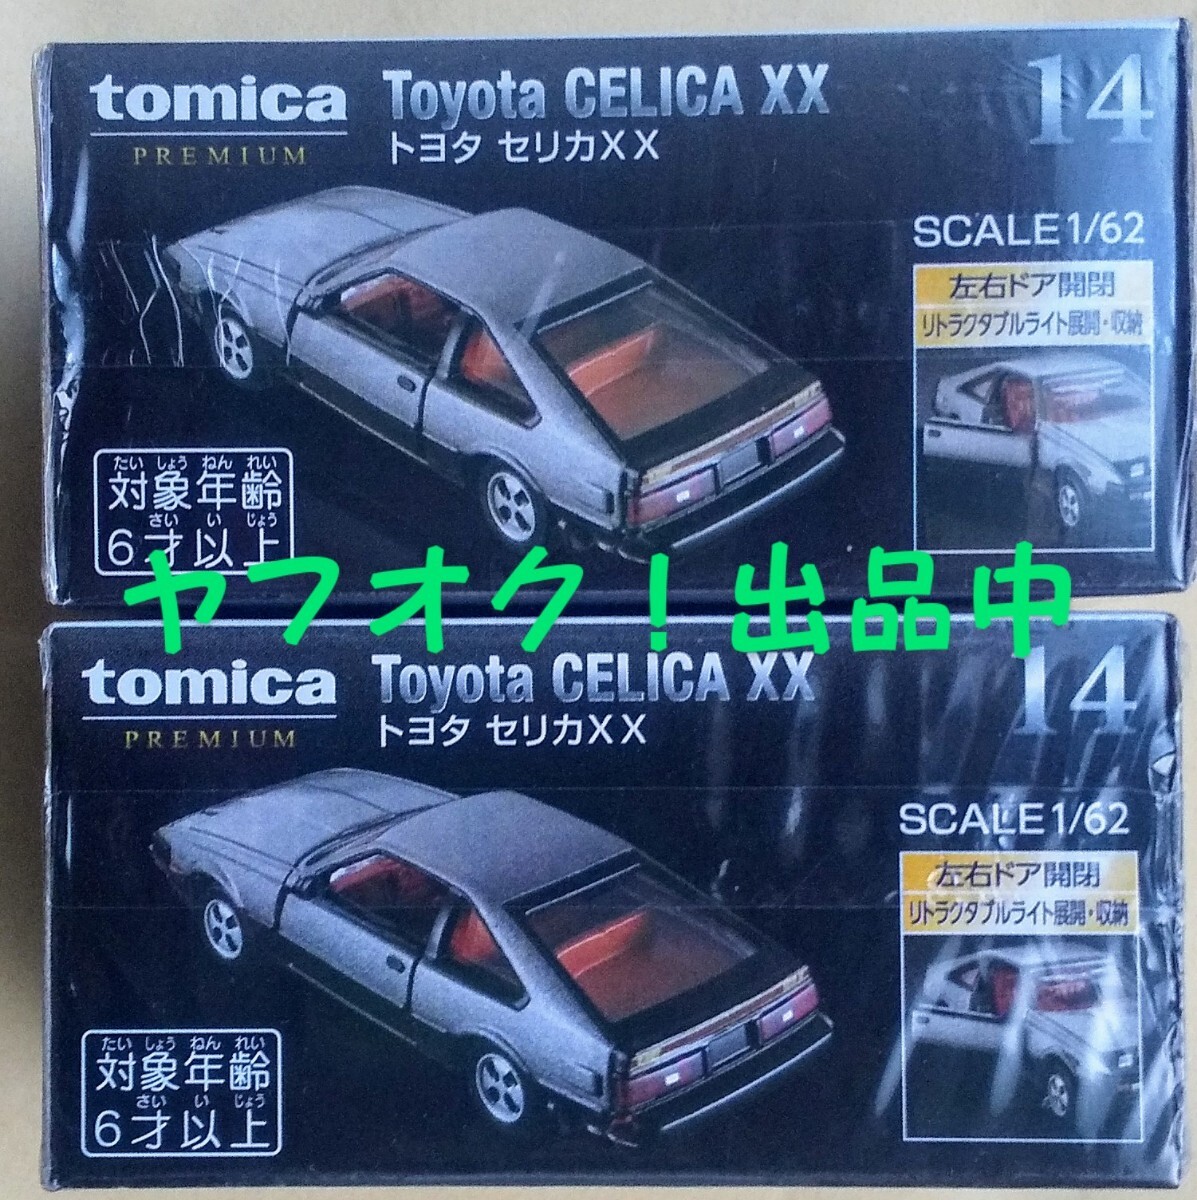 tomica
PREMIUM
Toyota CELICA XX
トヨタ セリカXX
14
SCALE 1/62
左右ドア開閉
リトラクタブルライト展開・収納
たいしょうねんれい
対象年齢
さいいじょう
6才以上
ヤフオク!出品中
tomica
PREMIUM
Toyota CELICA XX
トヨタ セリカXX
14
SCALE 1/62
左右ドア開閉
リトラクタブルライト展開・収納
たいしょうねんれい
対象年齢
さいいじょう
6才以上